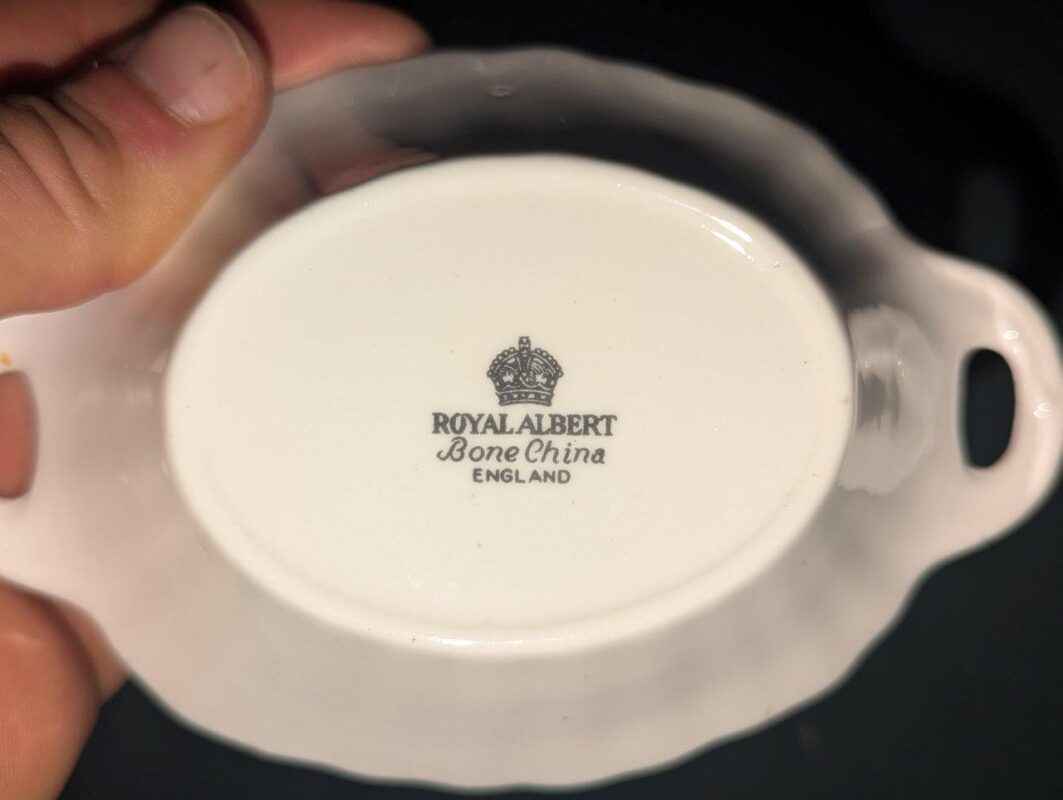 ROYAL ALBERT
Bone China
ENGLAND